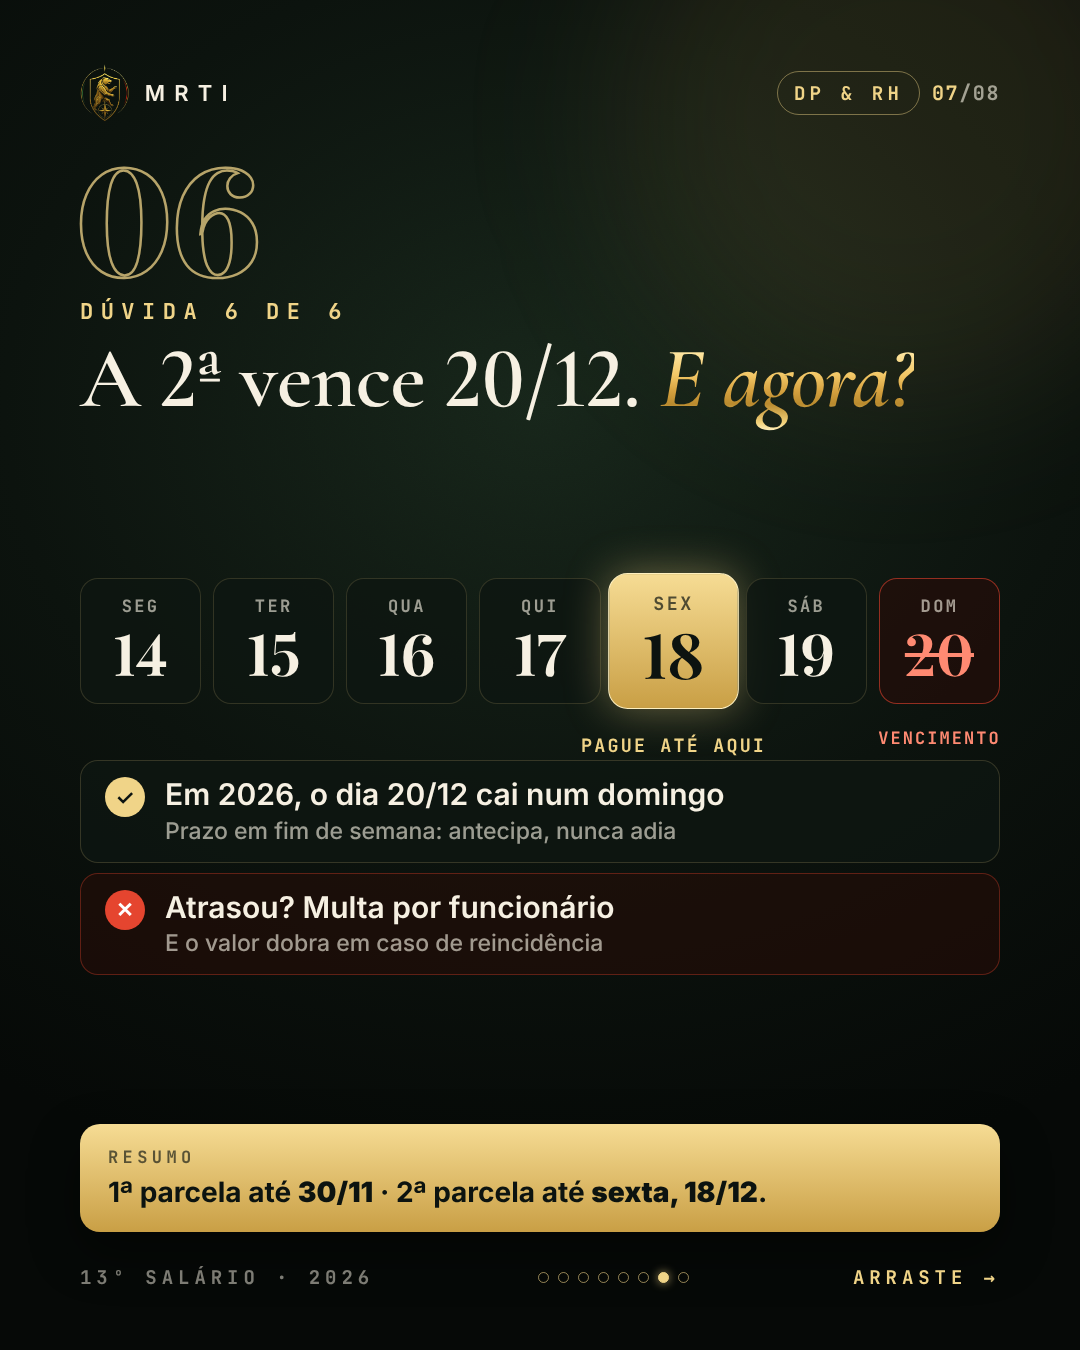 MRTI
DP & RH 07/08
06
DÚVIDA 6 DE 6
A 2ª vence 20/12. E agora?
SEG TER QUA QUI SEX SÁB DOM
14 15 16 17 18 19 20
PAGUE ATÉ AQUI VENCIMENTO
Em 2026, o dia 20/12 cai num domingo
Prazo em fim de semana: antecipa, nunca adia
Atrasou? Multa por funcionário
E o valor dobra em caso de reincidência
RESUMO
1ª parcela até 30/11 · 2ª parcela até sexta, 18/12.
13° SALÁRIO · 2026 ARRASTE →